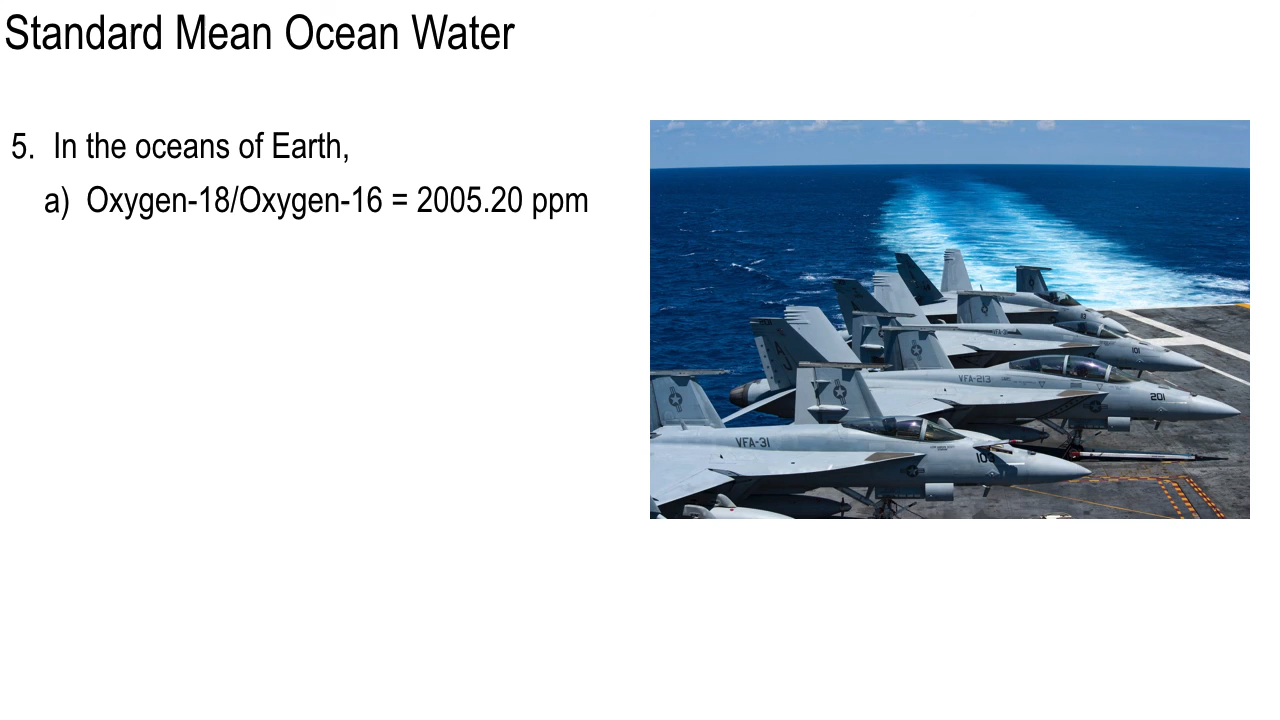 Standard Mean Ocean Water
5. In the oceans of Earth,
a) Oxygen-18/Oxygen-16 = 2005.20 ppm
101
VFA-213
201
VFA-31